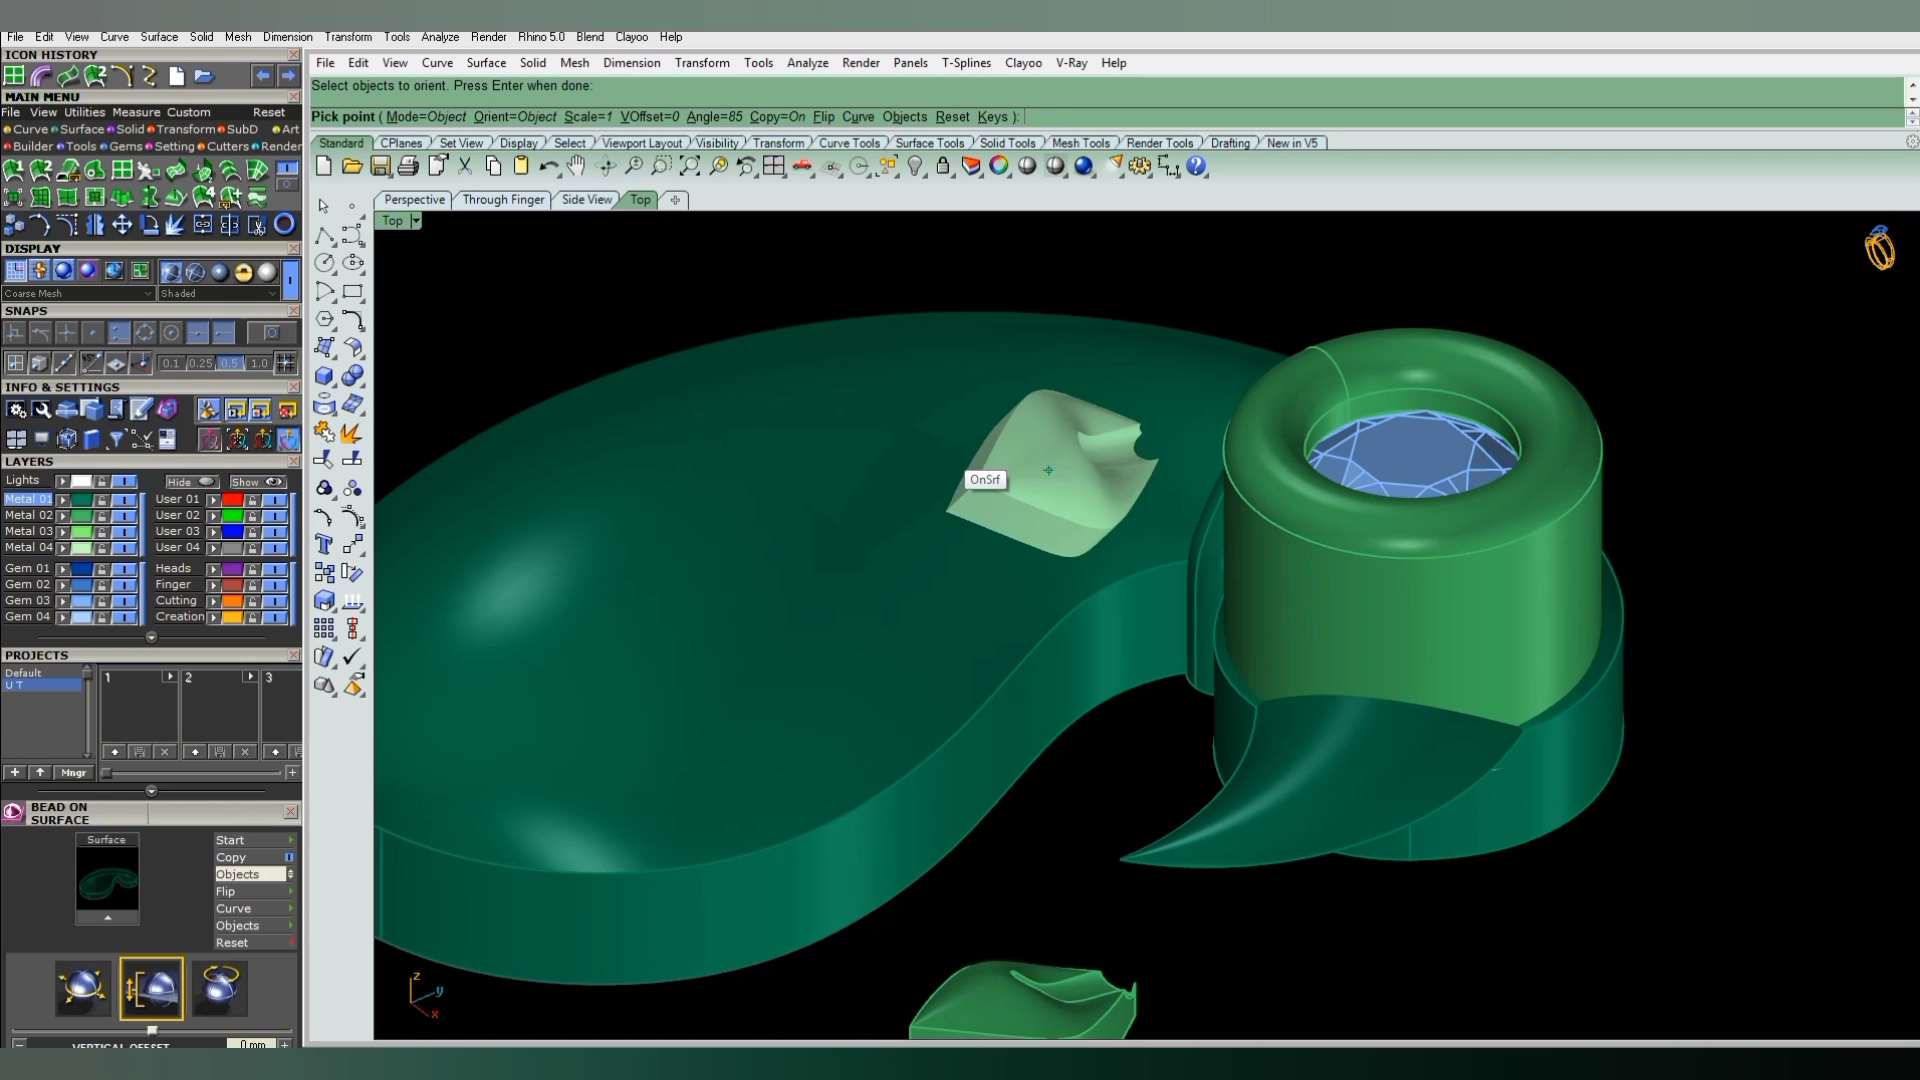 File Edit View Curve Surface Solid Mesh Dimension Transform Tools Analyze Render Rhino 5.0 Blend Clayoo Help
ICON HISTORY
MAIN MENU
File View Utilities Measure Custom Reset
Curve Surface Solid Transform SubD Art
Builder Tools Gems Setting Cutters Render
DISPLAY
Coarse Mesh Shaded
SNAPS
0.1 0.25 0.5 1.0
INFO & SETTINGS
LAYERS
Lights Hide Show
Metal 01 User 01
Metal 02 User 02
Metal 03 User 03
Metal 04 User 04
Gem 01 Heads
Gem 02 Finger
Gem 03 Cutting
Gem 04 Creation
PROJECTS
Default
U T
1 2 3
Mngr
BEAD ON
SURFACE
Surface
Start
Copy
Objects
Flip
Curve
Objects
Reset
VERTICAL OFFSET 0 mm
File Edit View Curve Surface Solid Mesh Dimension Transform Tools Analyze Render Panels T-Splines Clayoo V-Ray Help
Select objects to orient. Press Enter when done:
Pick point ( Mode=Object Orient=Object Scale=1 VOffset=0 Angle=85 Copy=On Flip Curve Objects Reset Keys ):
Standard CPlanes Set View Display Select Viewport Layout Visibility Transform Curve Tools Surface Tools Solid Tools Mesh Tools Render Tools Drafting New in V5
Perspective Through Finger Side View Top
Top
OnSrf
z
y
x